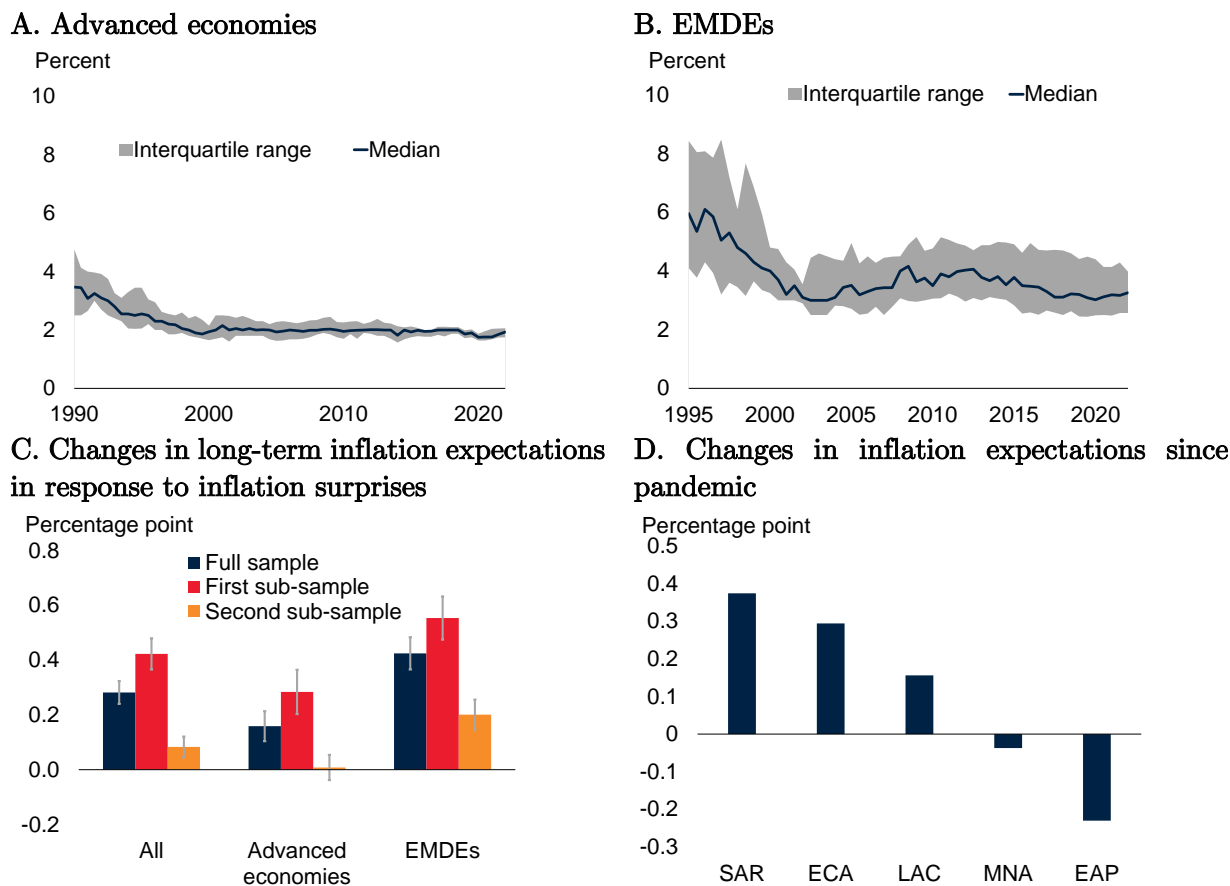 A. Advanced economies
Percent
10
8
6
4
2
0
Interquartile range
Median
1990
2000
2010
2020
B. EMDEs
Percent
10
8
6
4
2
0
Interquartile range
Median
1995
2000
2005
2010
2015
2020
C. Changes in long-term inflation expectations
in response to inflation surprises
Percentage point
0.8
0.6
0.4
0.2
0.0
-0.2
Full sample
First sub-sample
Second sub-sample
All
Advanced
economies
EMDEs
D. Changes in inflation expectations since
pandemic
Percentage point
0.5
0.4
0.3
0.2
0.1
0
-0.1
-0.2
-0.3
SAR
ECA
LAC
MNA
EAP